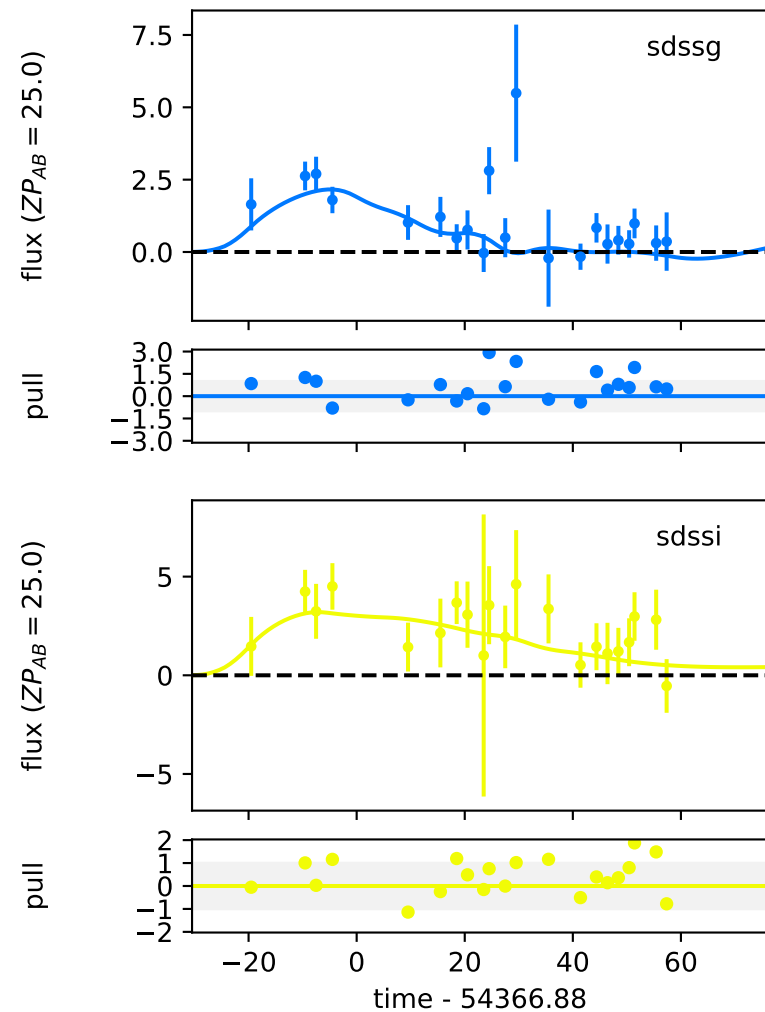 sdssg
flux (ZP_AB = 25.0)
7.5
5.0
2.5
0.0
pull
3.0
1.5
0.0
−1.5
−3.0
sdssi
flux (ZP_AB = 25.0)
5
0
−5
pull
2
1
0
−1
−2
−20 0 20 40 60
time - 54366.88